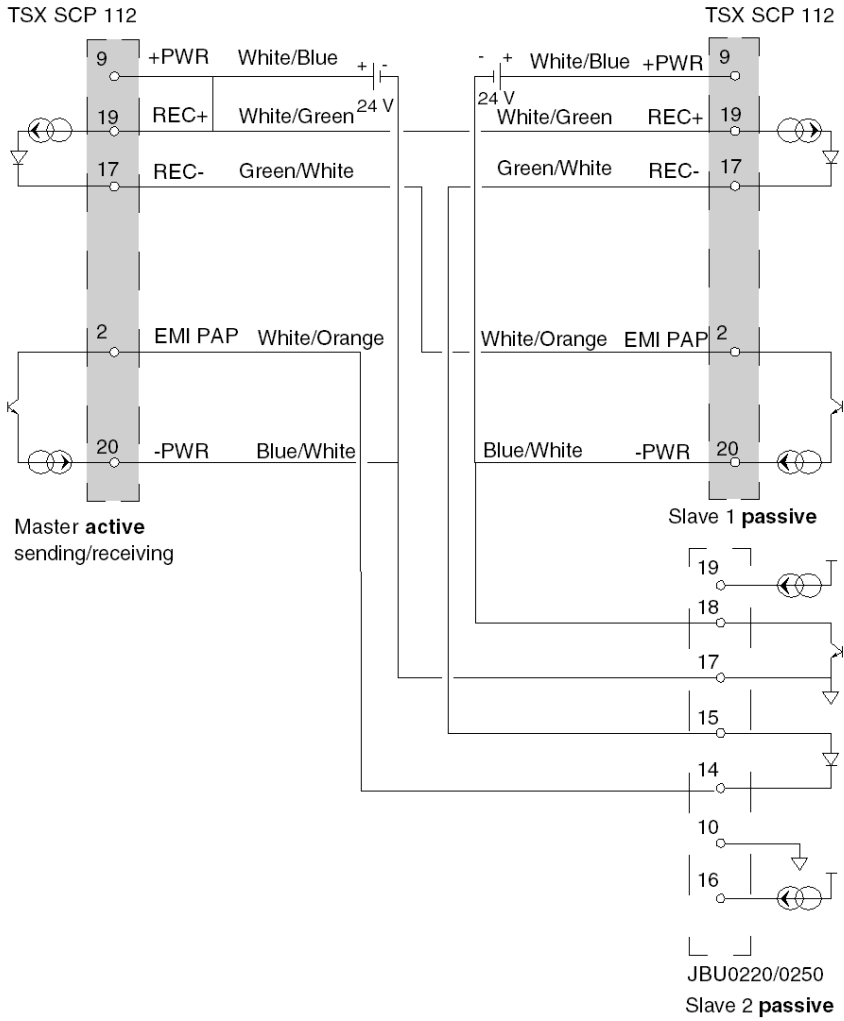 TSX SCP 112
TSX SCP 112
9 +PWR White/Blue + -
- + White/Blue +PWR 9
24 V
24 V
19 REC+ White/Green
White/Green REC+ 19
17 REC- Green/White
Green/White REC- 17
2 EMI PAP White/Orange
White/Orange EMI PAP 2
20 -PWR Blue/White
Blue/White -PWR 20
Master active
sending/receiving
Slave 1 passive
19
18
17
15
14
10
16
JBU0220/0250
Slave 2 passive